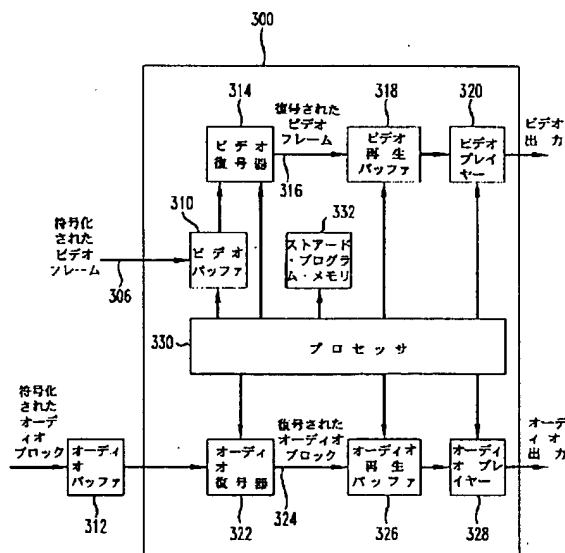 300
314
ビデオ
復号器
復号された
ビデオ
フレーム
316
318
ビデオ
再生
バッファ
320
ビデオ
プレイ
ヤー
ビデオ
出力
310
ビデオ
バッファ
符号化
された
ビデオ
フレーム
306
332
ストアード
・プログラ
ム・メモリ
330
プロセッサ
符号化
された
オーデ
ィオ
ブロック
オーディ
オ
バッファ
312
オーディ
オ
復号器
322
復号された
オーディオ
ブロック
324
オーディオ
再生
バッファ
326
オーディ
オ プレ
イヤー
328
オーデ
ィオ
出力